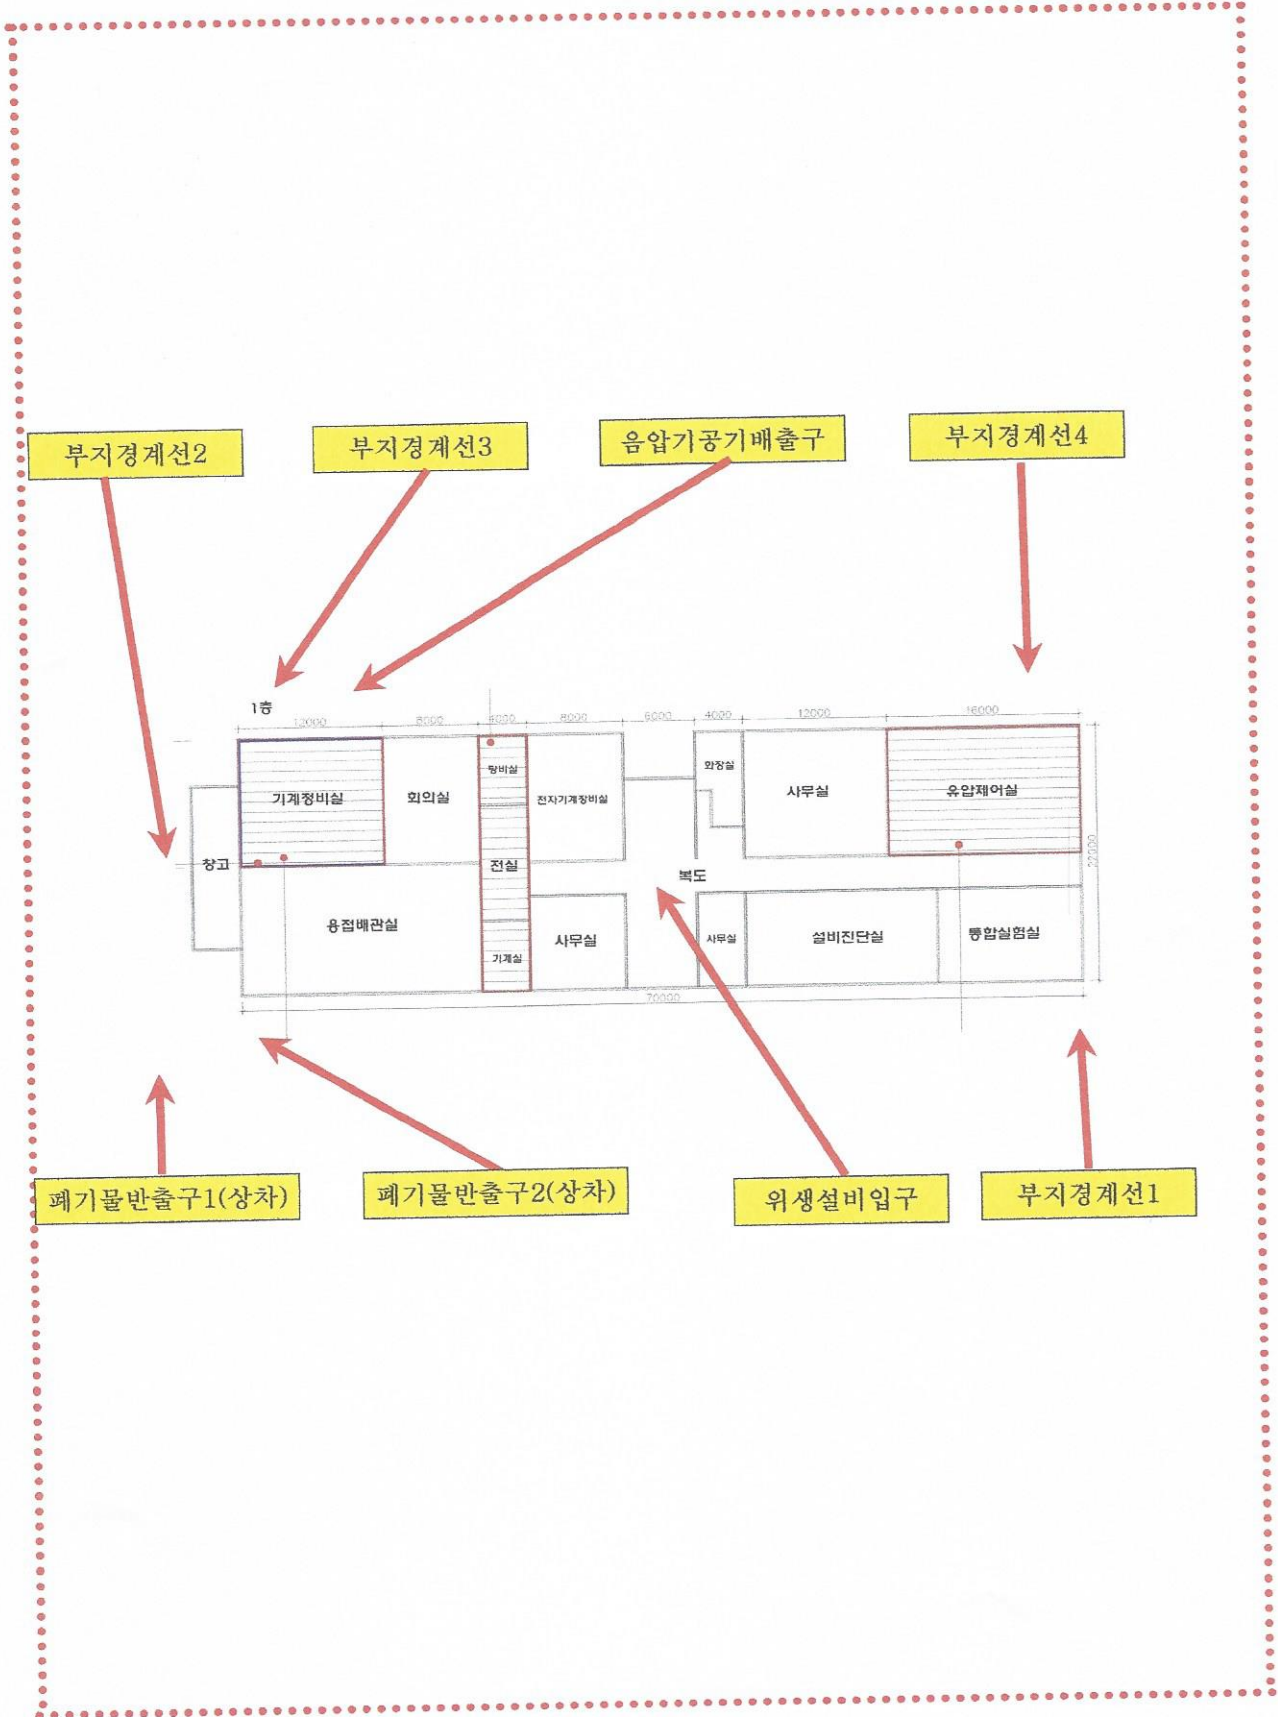 부지경계선2
부지경계선3
음압기공기배출구
부지경계선4
1층
12000
8000
4000
8000
6000
4000
12000
16000
기계정비실
회의실
탕비실
전자기계장비실
화장실
사무실
유압제어실
창고
전실
복도
22000
용접배관실
기계실
사무실
사무실
설비진단실
통합실험실
70000
폐기물반출구1(상차)
폐기물반출구2(상차)
위생설비입구
부지경계선1